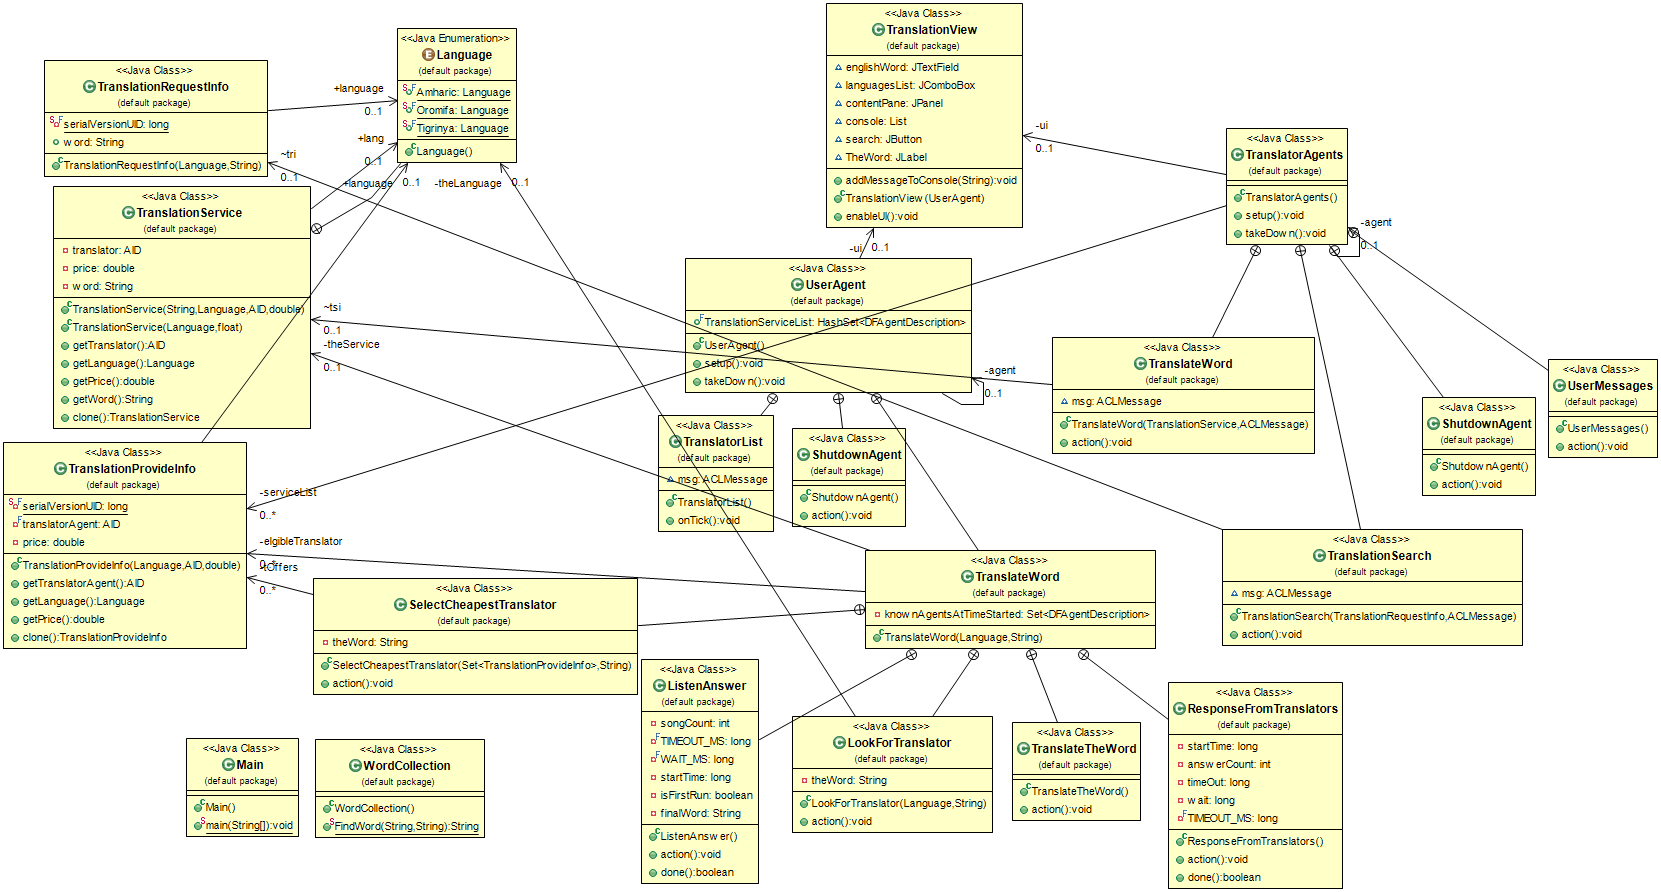 <<Java Class>>
TranslationRequestInfo
(default package)
serialVersionUID: long
word: String
TranslationRequestInfo(Language,String)
<<Java Enumeration>>
Language
(default package)
Amharic: Language
Oromifa: Language
Tigrinya: Language
Language()
<<Java Class>>
TranslationView
(default package)
englishWord: JTextField
languagesList: JComboBox
contentPane: JPanel
console: List
search: JButton
TheWord: JLabel
addMessageToConsole(String):void
TranslationView(UserAgent)
enableUI():void
<<Java Class>>
TranslatorAgents
(default package)
TranslatorAgents()
setup():void
takeDown():void
+language
0..1
+lang
0..1
~tri
0..1
+language
0..1
-theLanguage
0..1
-ui
0..1
-agent
0..1
-ui
0..1
<<Java Class>>
TranslationService
(default package)
translator: AID
price: double
word: String
TranslationService(String,Language,AID,double)
TranslationService(Language,float)
getTranslator():AID
getLanguage():Language
getPrice():double
getWord():String
clone():TranslationService
~tsi
0..1
-theService
0..1
<<Java Class>>
UserAgent
(default package)
TranslationServiceList: HashSet<DFAgentDescription>
UserAgent()
setup():void
takeDown():void
-agent
0..1
<<Java Class>>
TranslateWord
(default package)
msg: ACLMessage
TranslateWord(TranslationService,ACLMessage)
action():void
<<Java Class>>
UserMessages
(default package)
UserMessages()
action():void
<<Java Class>>
ShutdownAgent
(default package)
ShutdownAgent()
action():void
<<Java Class>>
TranslatorList
(default package)
msg: ACLMessage
TranslatorList()
onTick():void
<<Java Class>>
ShutdownAgent
(default package)
ShutdownAgent()
action():void
<<Java Class>>
TranslationProvideInfo
(default package)
serialVersionUID: long
translatorAgent: AID
price: double
TranslationProvideInfo(Language,AID,double)
getTranslatorAgent():AID
getLanguage():Language
getPrice():double
clone():TranslationProvideInfo
-serviceList
0..*
-elgibleTranslator
0..*
-tOffers
0..*
<<Java Class>>
TranslationSearch
(default package)
msg: ACLMessage
TranslationSearch(TranslationRequestInfo,ACLMessage)
action():void
<<Java Class>>
TranslateWord
(default package)
knownAgentsAtTimeStarted: Set<DFAgentDescription>
TranslateWord(Language,String)
<<Java Class>>
SelectCheapestTranslator
(default package)
theWord: String
SelectCheapestTranslator(Set<TranslationProvideInfo>,String)
action():void
<<Java Class>>
ListenAnswer
(default package)
songCount: int
TIMEOUT_MS: long
WAIT_MS: long
startTime: long
isFirstRun: boolean
finalWord: String
ListenAnswer()
action():void
done():boolean
<<Java Class>>
LookForTranslator
(default package)
theWord: String
LookForTranslator(Language,String)
action():void
<<Java Class>>
TranslateTheWord
(default package)
TranslateTheWord()
action():void
<<Java Class>>
ResponseFromTranslators
(default package)
startTime: long
answerCount: int
timeOut: long
wait: long
TIMEOUT_MS: long
ResponseFromTranslators()
action():void
done():boolean
<<Java Class>>
Main
(default package)
Main()
main(String[]):void
<<Java Class>>
WordCollection
(default package)
WordCollection()
FindWord(String,String):String